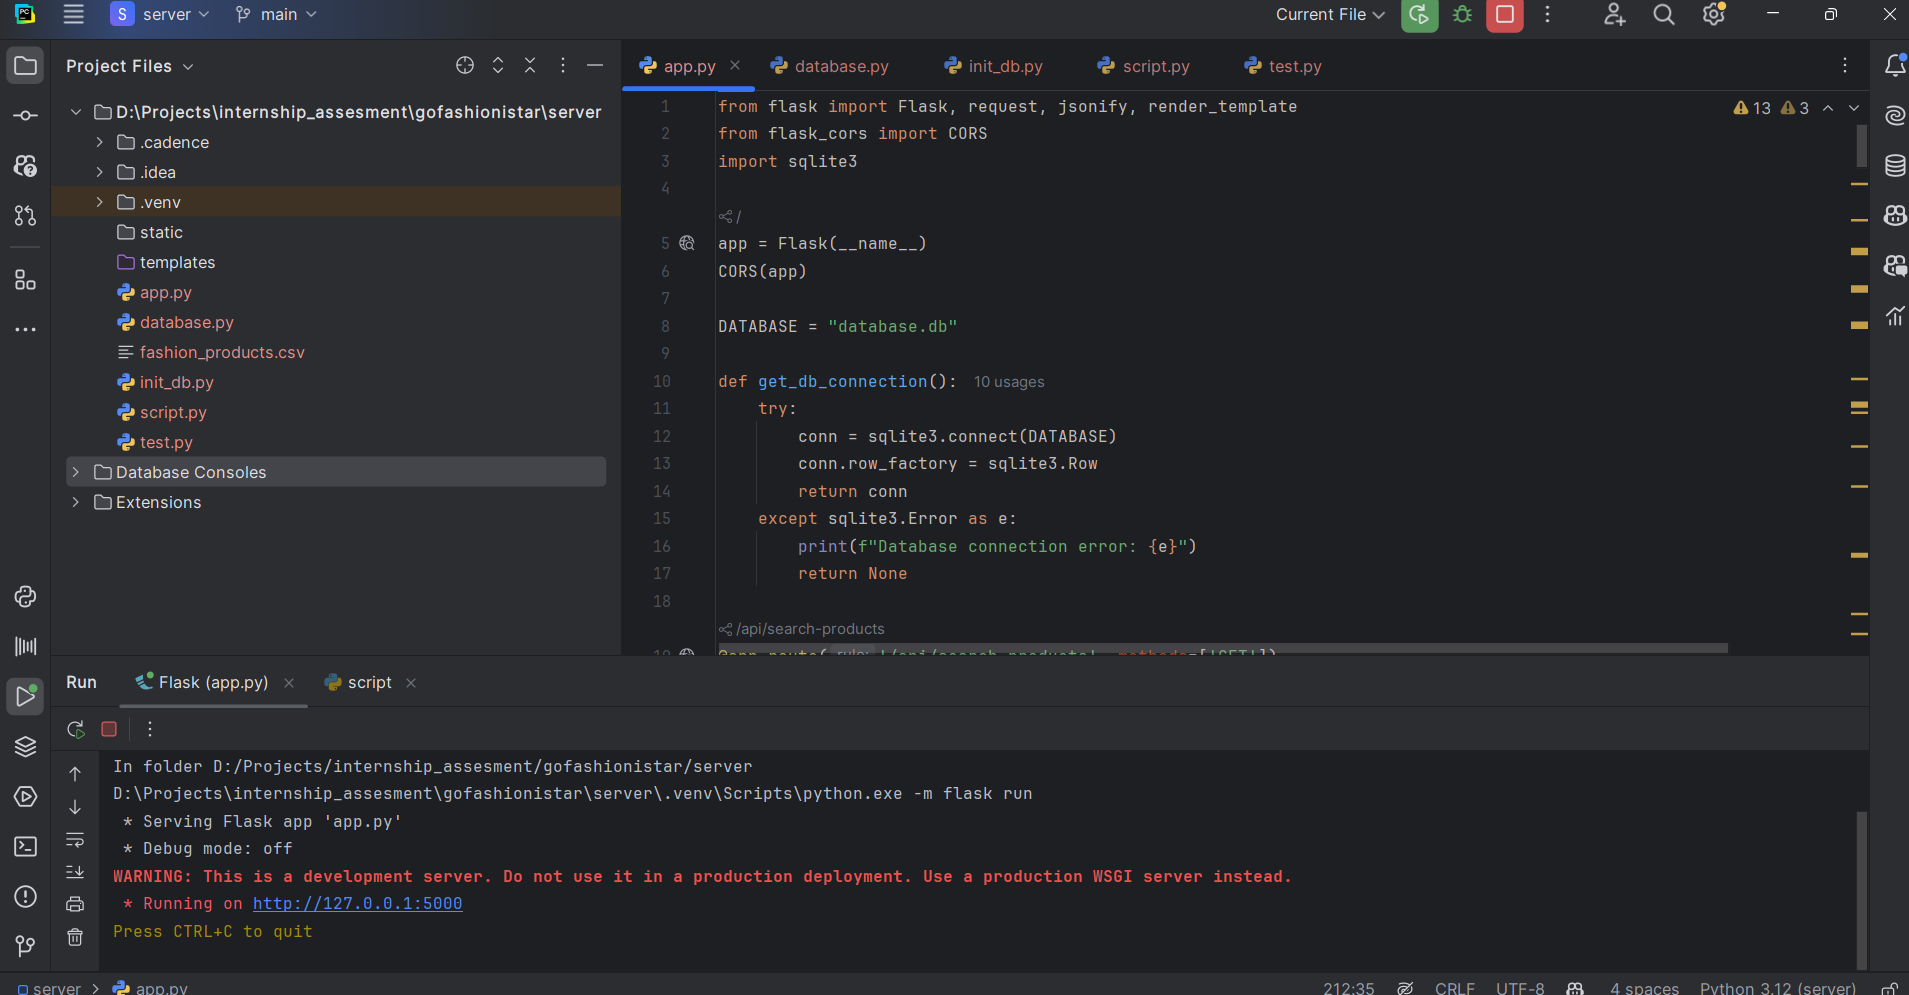 S server main Current File
Project Files
D:\Projects\internship_assesment\gofashionistar\server
.cadence
.idea
.venv
static
templates
app.py
database.py
fashion_products.csv
init_db.py
script.py
test.py
Database Consoles
Extensions
app.py database.py init_db.py script.py test.py
13 3
1 from flask import Flask, request, jsonify, render_template
2 from flask_cors import CORS
3 import sqlite3
4
/
5 app = Flask(__name__)
6 CORS(app)
7
8 DATABASE = "database.db"
9
10 def get_db_connection(): 10 usages
11 try:
12 conn = sqlite3.connect(DATABASE)
13 conn.row_factory = sqlite3.Row
14 return conn
15 except sqlite3.Error as e:
16 print(f"Database connection error: {e}")
17 return None
18
/api/search-products
19 @app.route( rule: '/api/search-products', methods=['GET'])
Run Flask (app.py) script
In folder D:/Projects/internship_assesment/gofashionistar/server
D:\Projects\internship_assesment\gofashionistar\server\.venv\Scripts\python.exe -m flask run
* Serving Flask app 'app.py'
* Debug mode: off
WARNING: This is a development server. Do not use it in a production deployment. Use a production WSGI server instead.
* Running on http://127.0.0.1:5000
Press CTRL+C to quit
server > app.py 212:35 CRLF UTF-8 4 spaces Python 3.12 (server)